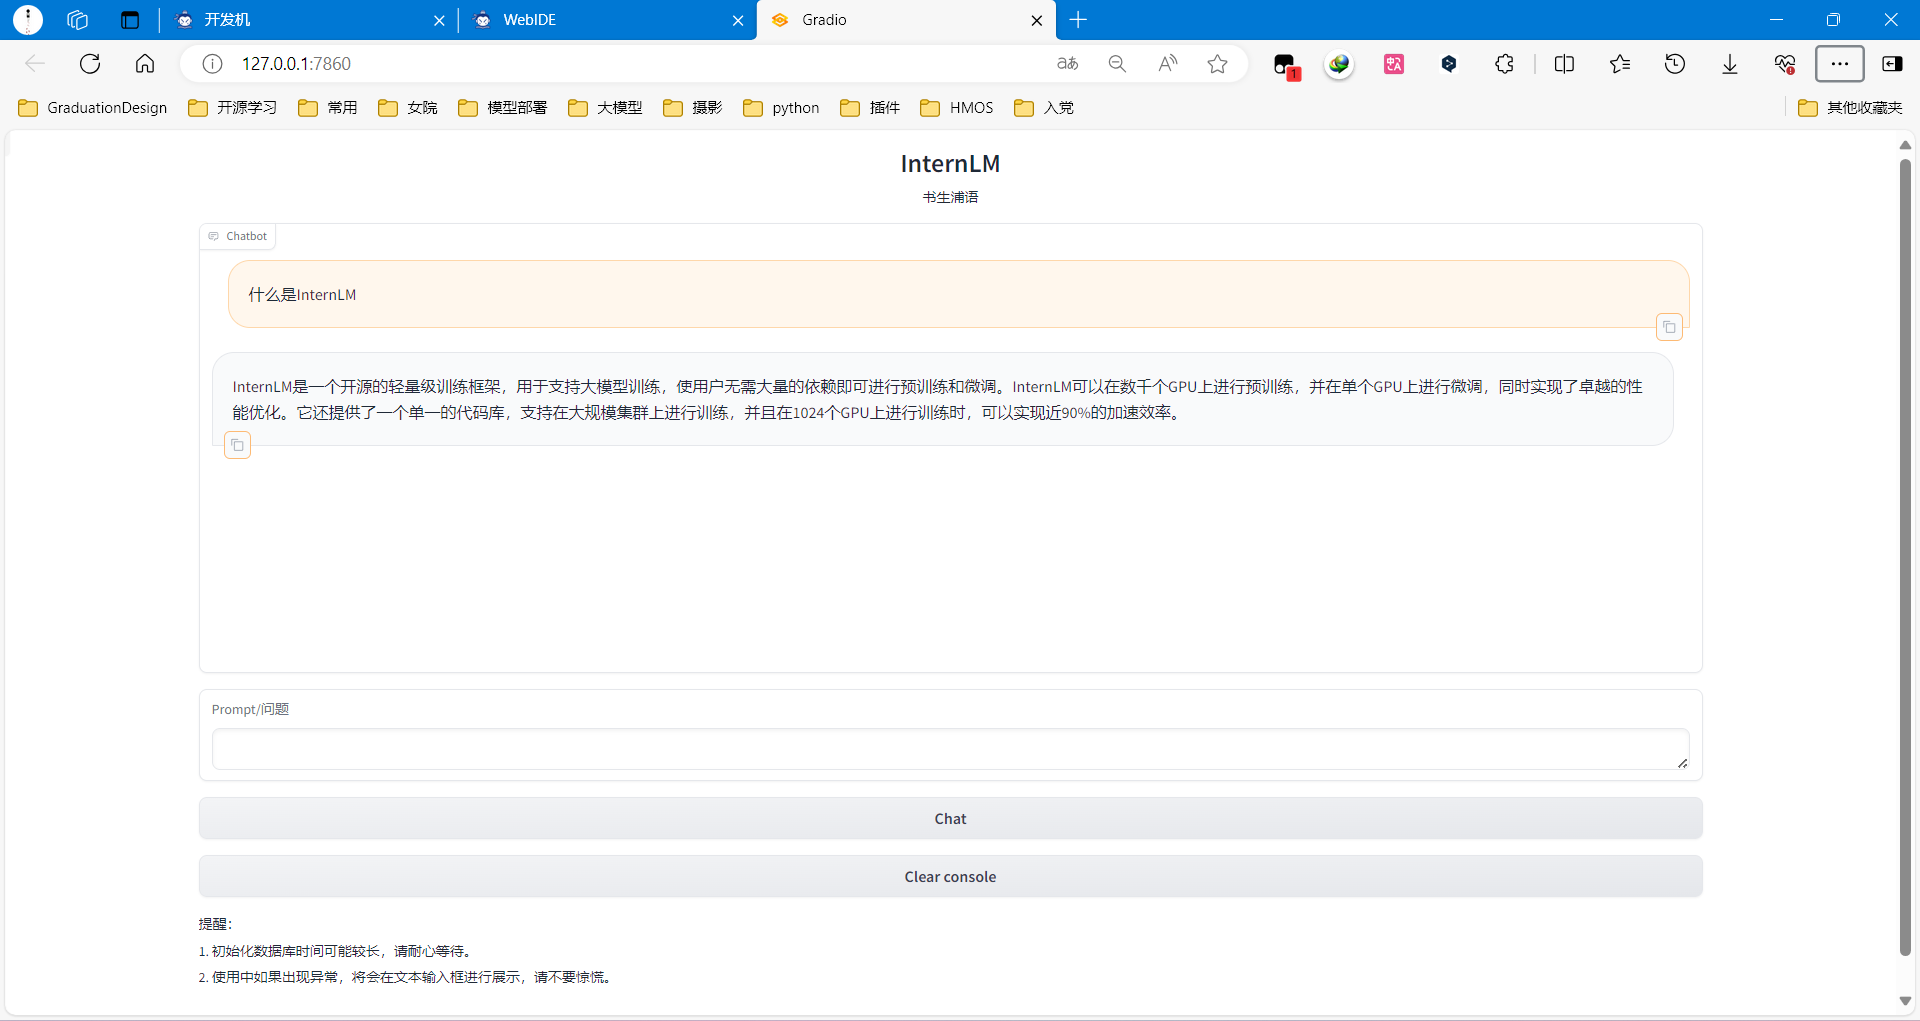 开发机
WebIDE
Gradio
127.0.0.1:7860
aあ
A
1
GraduationDesign
开源学习
常用
女院
模型部署
大模型
摄影
python
插件
HMOS
入党
其他收藏夹
InternLM
书生浦语
Chatbot
什么是InternLM
InternLM是一个开源的轻量级训练框架，用于支持大模型训练，使用户无需大量的依赖即可进行预训练和微调。InternLM可以在数千个GPU上进行预训练，并在单个GPU上进行微调，同时实现了卓越的性
能优化。它还提供了一个单一的代码库，支持在大规模集群上进行训练，并且在1024个GPU上进行训练时，可以实现近90%的加速效率。
Prompt/问题
Chat
Clear console
提醒：
1. 初始化数据库时间可能较长，请耐心等待。
2. 使用中如果出现异常，将会在文本输入框进行展示，请不要惊慌。